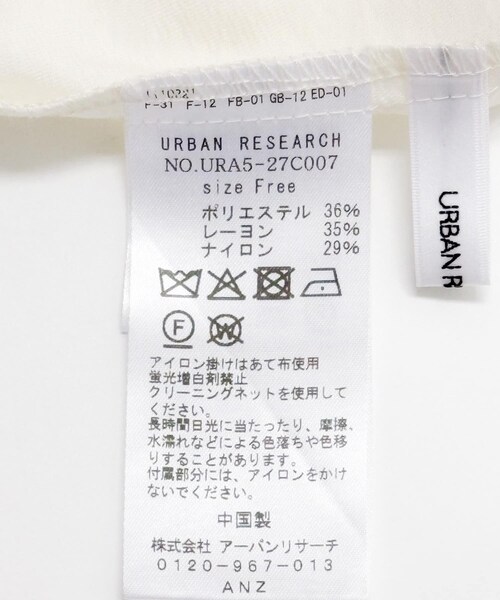 F-31 F-12 FB-01 GB-12 ED-01
URBAN RESEARCH
NO.URA5-27C007
size Free
ポリエステル 36%
レーヨン 35%
ナイロン 29%
F W
アイロン掛けはあて布使用
蛍光増白剤禁止
クリーニングネットを使用して
ください。
長時間日光に当たったり、摩擦、
水濡れなどによる色落ちや色移
りすることがあります。
付属部分には、アイロンをかけ
ないでください。
中国製
株式会社 アーバンリサーチ
0120-967-013
ANZ
URBAN R